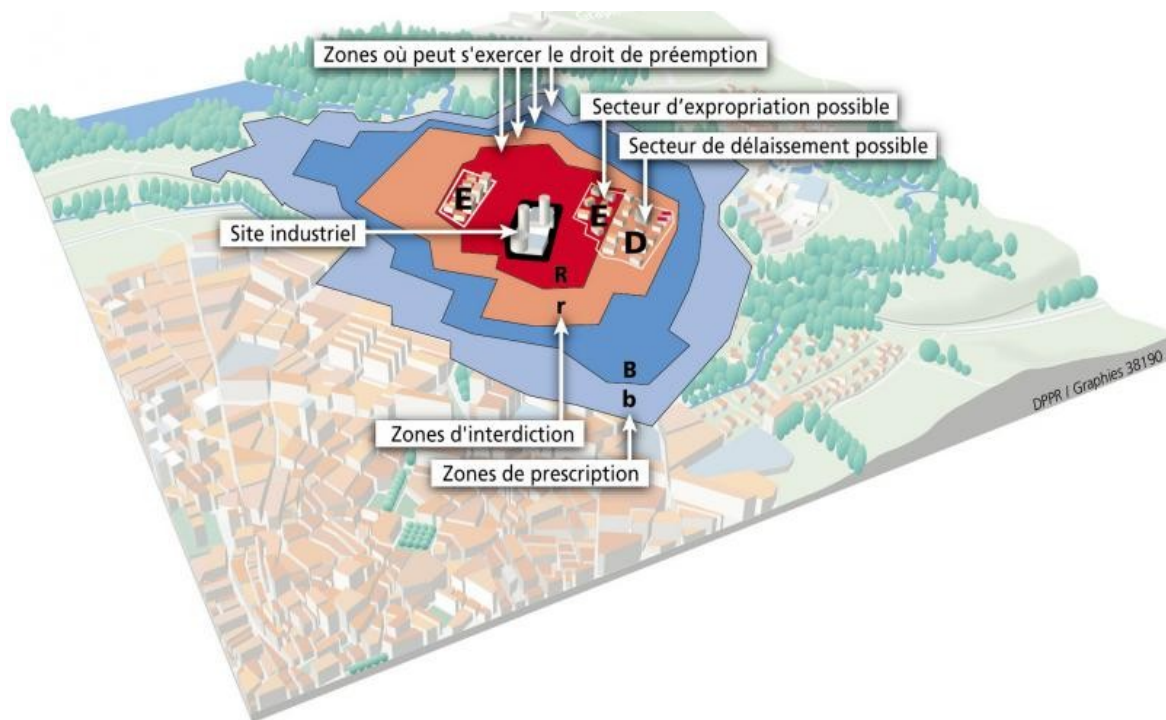 Zones où peut s'exercer le droit de préemption
Secteur d'expropriation possible
Secteur de délaissement possible
E
E
D
Site industriel
R
r
B
b
Zones d'interdiction
Zones de prescription
DPPR / Graphies 38190